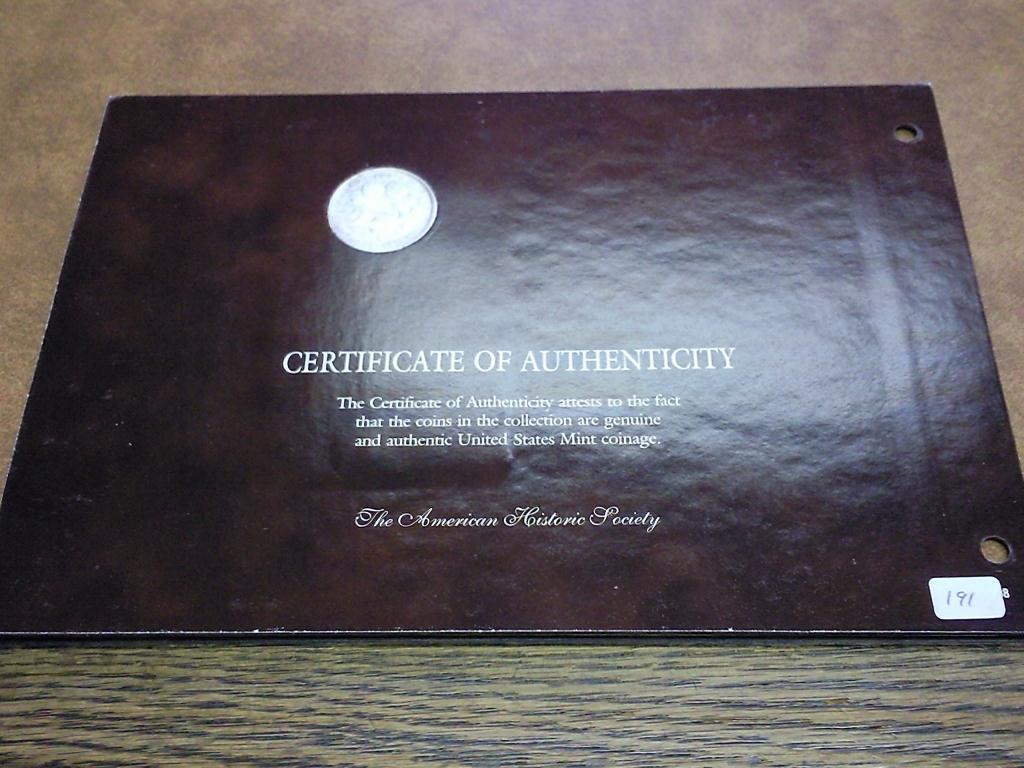 CERTIFICATE OF AUTHENTICITY
The Certificate of Authenticity attests to the fact
that the coins in the collection are genuine
and authentic United States Mint coinage.
The American Historic Society
191
8